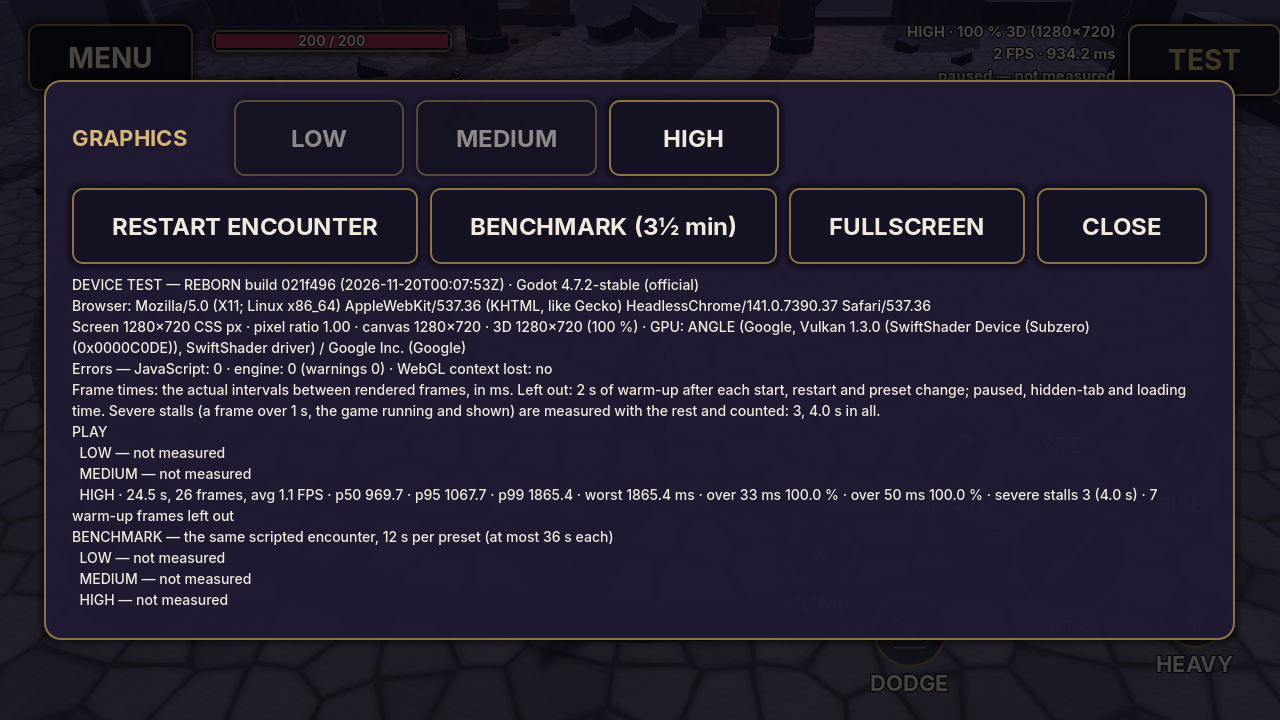 MENU
200 / 200
HIGH · 100 % 3D (1280×720)
2 FPS · 934.2 ms
paused — not measured
TEST
GRAPHICS
LOW
MEDIUM
HIGH
RESTART ENCOUNTER
BENCHMARK (3½ min)
FULLSCREEN
CLOSE
DEVICE TEST — REBORN build 021f496 (2026-11-20T00:07:53Z) · Godot 4.7.2-stable (official)
Browser: Mozilla/5.0 (X11; Linux x86_64) AppleWebKit/537.36 (KHTML, like Gecko) HeadlessChrome/141.0.7390.37 Safari/537.36
Screen 1280×720 CSS px · pixel ratio 1.00 · canvas 1280×720 · 3D 1280×720 (100 %) · GPU: ANGLE (Google, Vulkan 1.3.0 (SwiftShader Device (Subzero)
(0x0000C0DE)), SwiftShader driver) / Google Inc. (Google)
Errors — JavaScript: 0 · engine: 0 (warnings 0) · WebGL context lost: no
Frame times: the actual intervals between rendered frames, in ms. Left out: 2 s of warm-up after each start, restart and preset change; paused, hidden-tab and loading
time. Severe stalls (a frame over 1 s, the game running and shown) are measured with the rest and counted: 3, 4.0 s in all.
PLAY
LOW — not measured
MEDIUM — not measured
HIGH · 24.5 s, 26 frames, avg 1.1 FPS · p50 969.7 · p95 1067.7 · p99 1865.4 · worst 1865.4 ms · over 33 ms 100.0 % · over 50 ms 100.0 % · severe stalls 3 (4.0 s) · 7
warm-up frames left out
BENCHMARK — the same scripted encounter, 12 s per preset (at most 36 s each)
LOW — not measured
MEDIUM — not measured
HIGH — not measured
HEAVY
DODGE